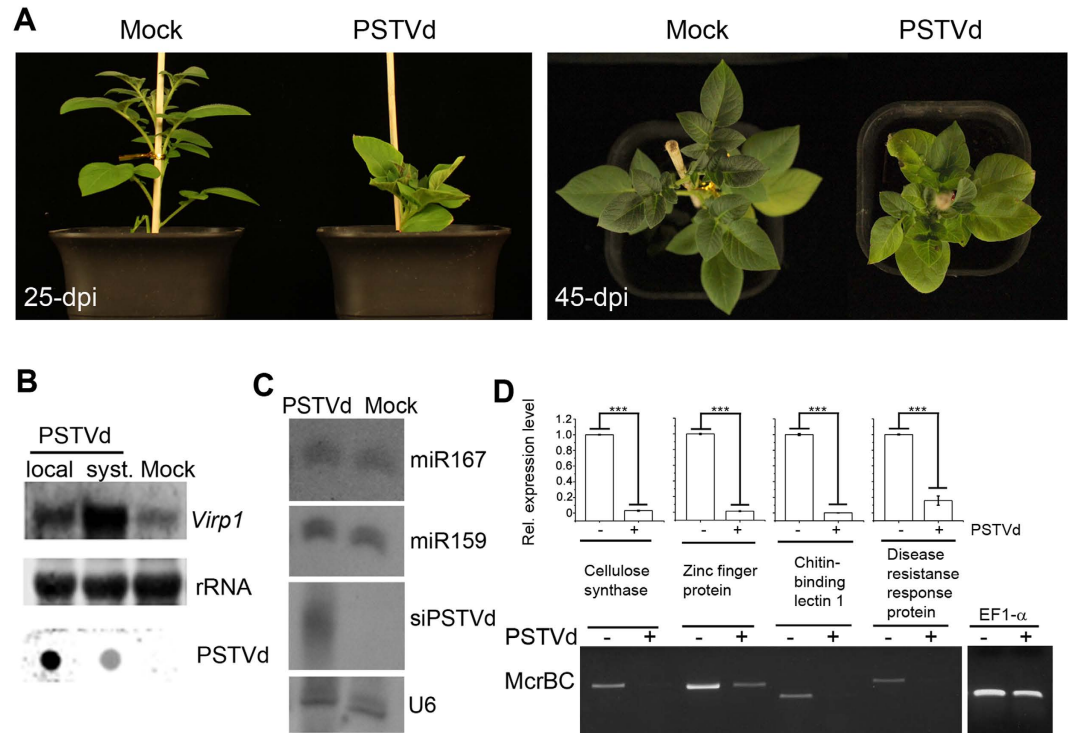 A
Mock PSTVd Mock PSTVd
25-dpi
45-dpi
B
PSTVd
local syst. Mock
Virp1
rRNA
PSTVd
C
PSTVd Mock
miR167
miR159
siPSTVd
U6
D
Rel. expression level
1.2
1.0
0.8
0.6
0.4
0.2
0
*** *** *** ***
- + - + - + - + PSTVd
Cellulose
synthase
Zinc finger
protein
Chitin-
binding
lectin 1
Disease
resistanse
response
protein
EF1-α
PSTVd - + - + - + - + - +
McrBC